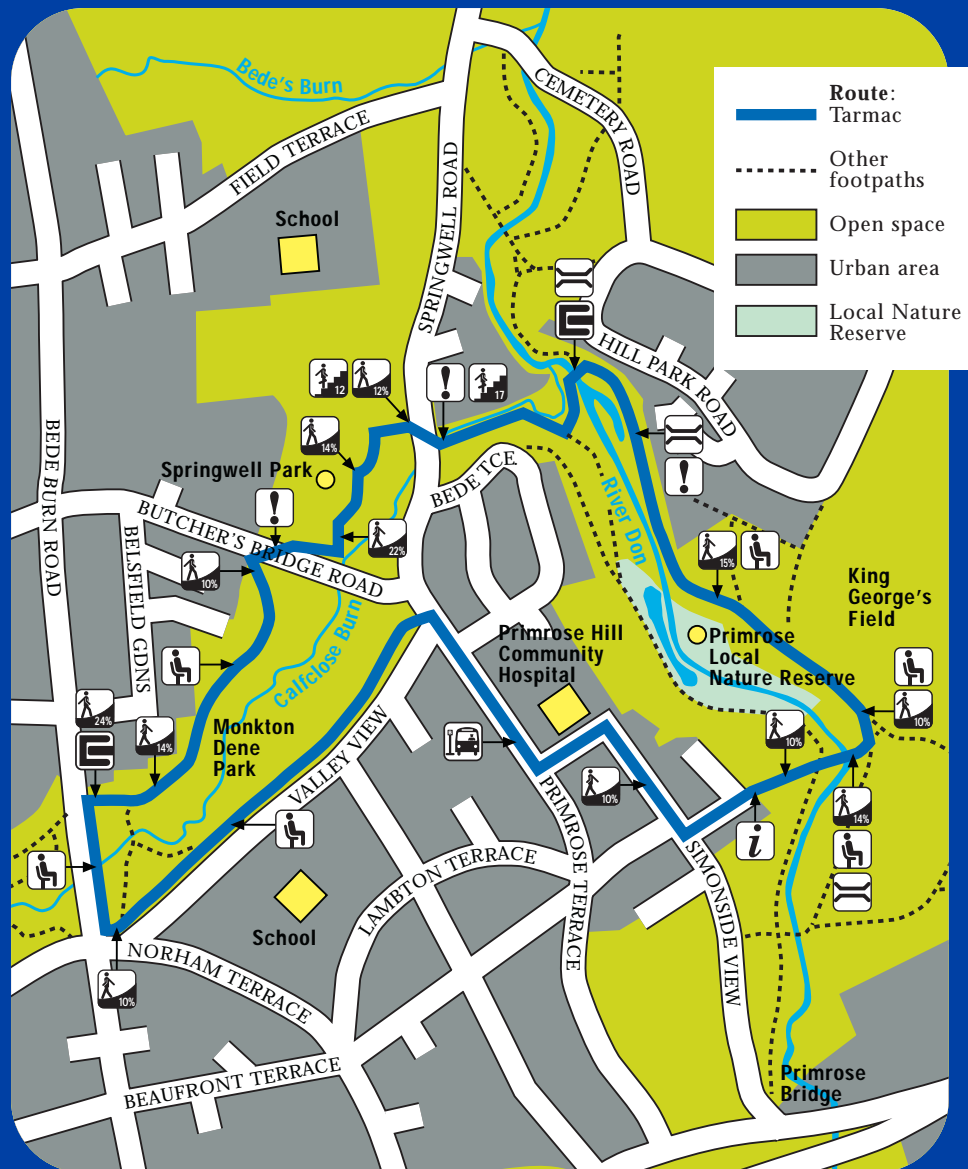 Bede's Burn
CEMETERY ROAD
Route:
Tarmac
Other
footpaths
Open space
Urban area
Local Nature
Reserve
FIELD TERRACE
SPRINGWELL ROAD
School
HILL PARK ROAD
12
12%
17
14%
Springwell Park
BEDE BURN ROAD
BUTCHER'S BRIDGE ROAD
BELSFIELD GDNS
BEDE TCE
22%
10%
River Don
15%
King
George's
Field
Primrose Hill
Community
Hospital
Primrose
Local
Nature Reserve
Calfclose Burn
24%
14%
Monkton
Dene
Park
VALLEY VIEW
10%
10%
10%
14%
i
PRIMROSE TERRACE
SIMONSIDE VIEW
LAMBTON TERRACE
School
NORHAM TERRACE
10%
BEAUFRONT TERRACE
Primrose
Bridge